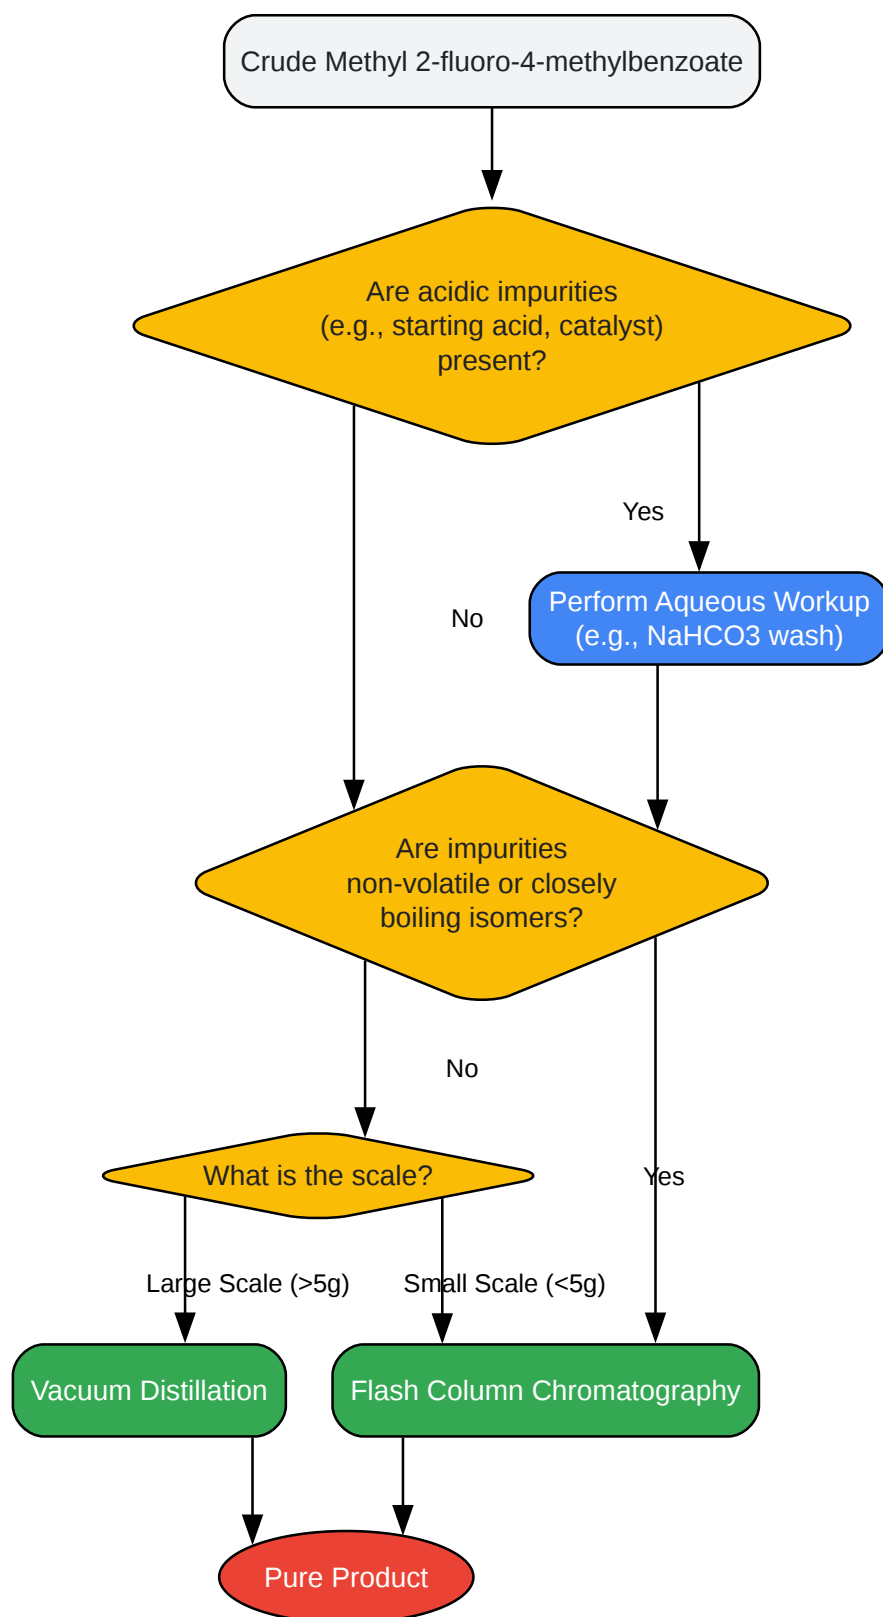 Crude Methyl 2-fluoro-4-methylbenzoate
Are acidic impurities
(e.g., starting acid, catalyst)
present?
Yes
No
Perform Aqueous Workup
(e.g., NaHCO3 wash)
Are impurities
non-volatile or closely
boiling isomers?
No
What is the scale?
Yes
Large Scale (>5g)
Small Scale (<5g)
Vacuum Distillation
Flash Column Chromatography
Pure Product